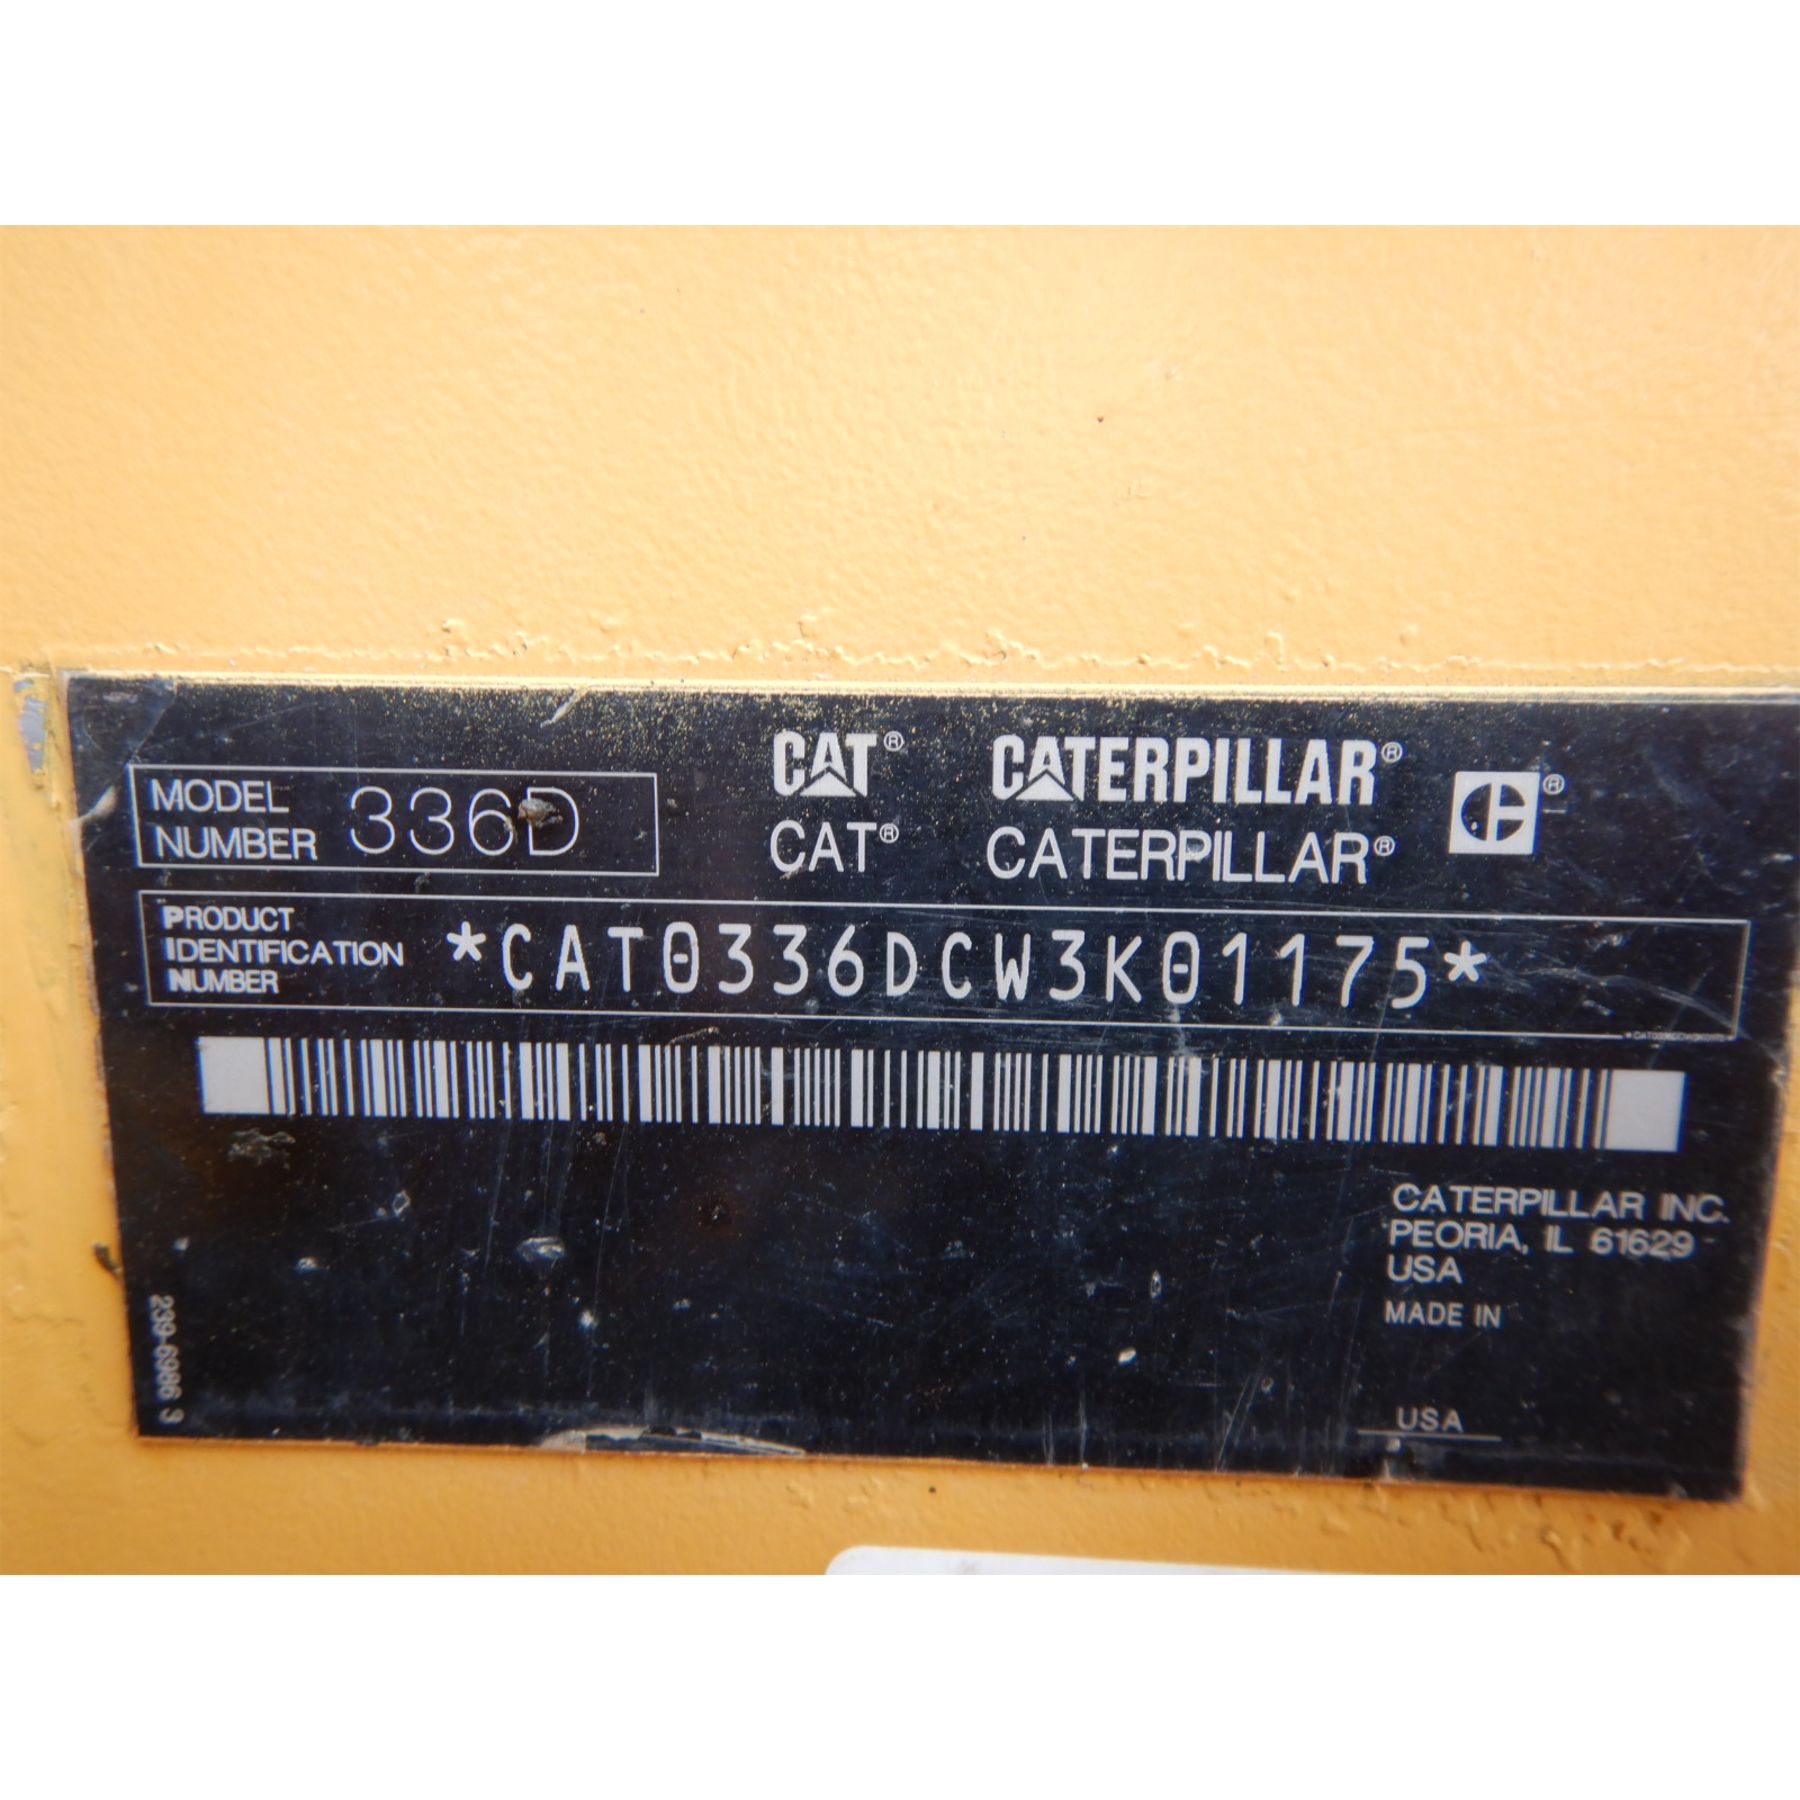 CAT® CATERPILLAR® ®
MODEL
NUMBER 336D
CAT® CATERPILLAR®
PRODUCT
IDENTIFICATION
NUMBER
*CAT0336DCW3K01175*
CATERPILLAR INC.
PEORIA, IL 61629
USA
MADE IN
USA
239-6986 3